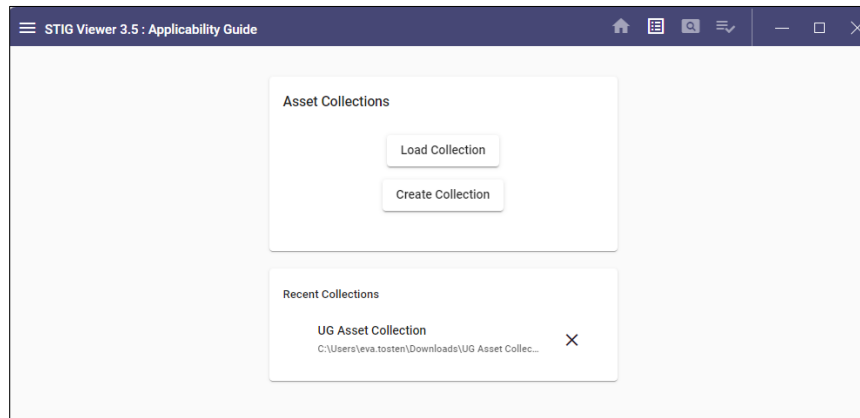 STIG Viewer 3.5 : Applicability Guide
Asset Collections
Load Collection
Create Collection
Recent Collections
UG Asset Collection
C:\Users\eva.tosten\Downloads\UG Asset Collec...